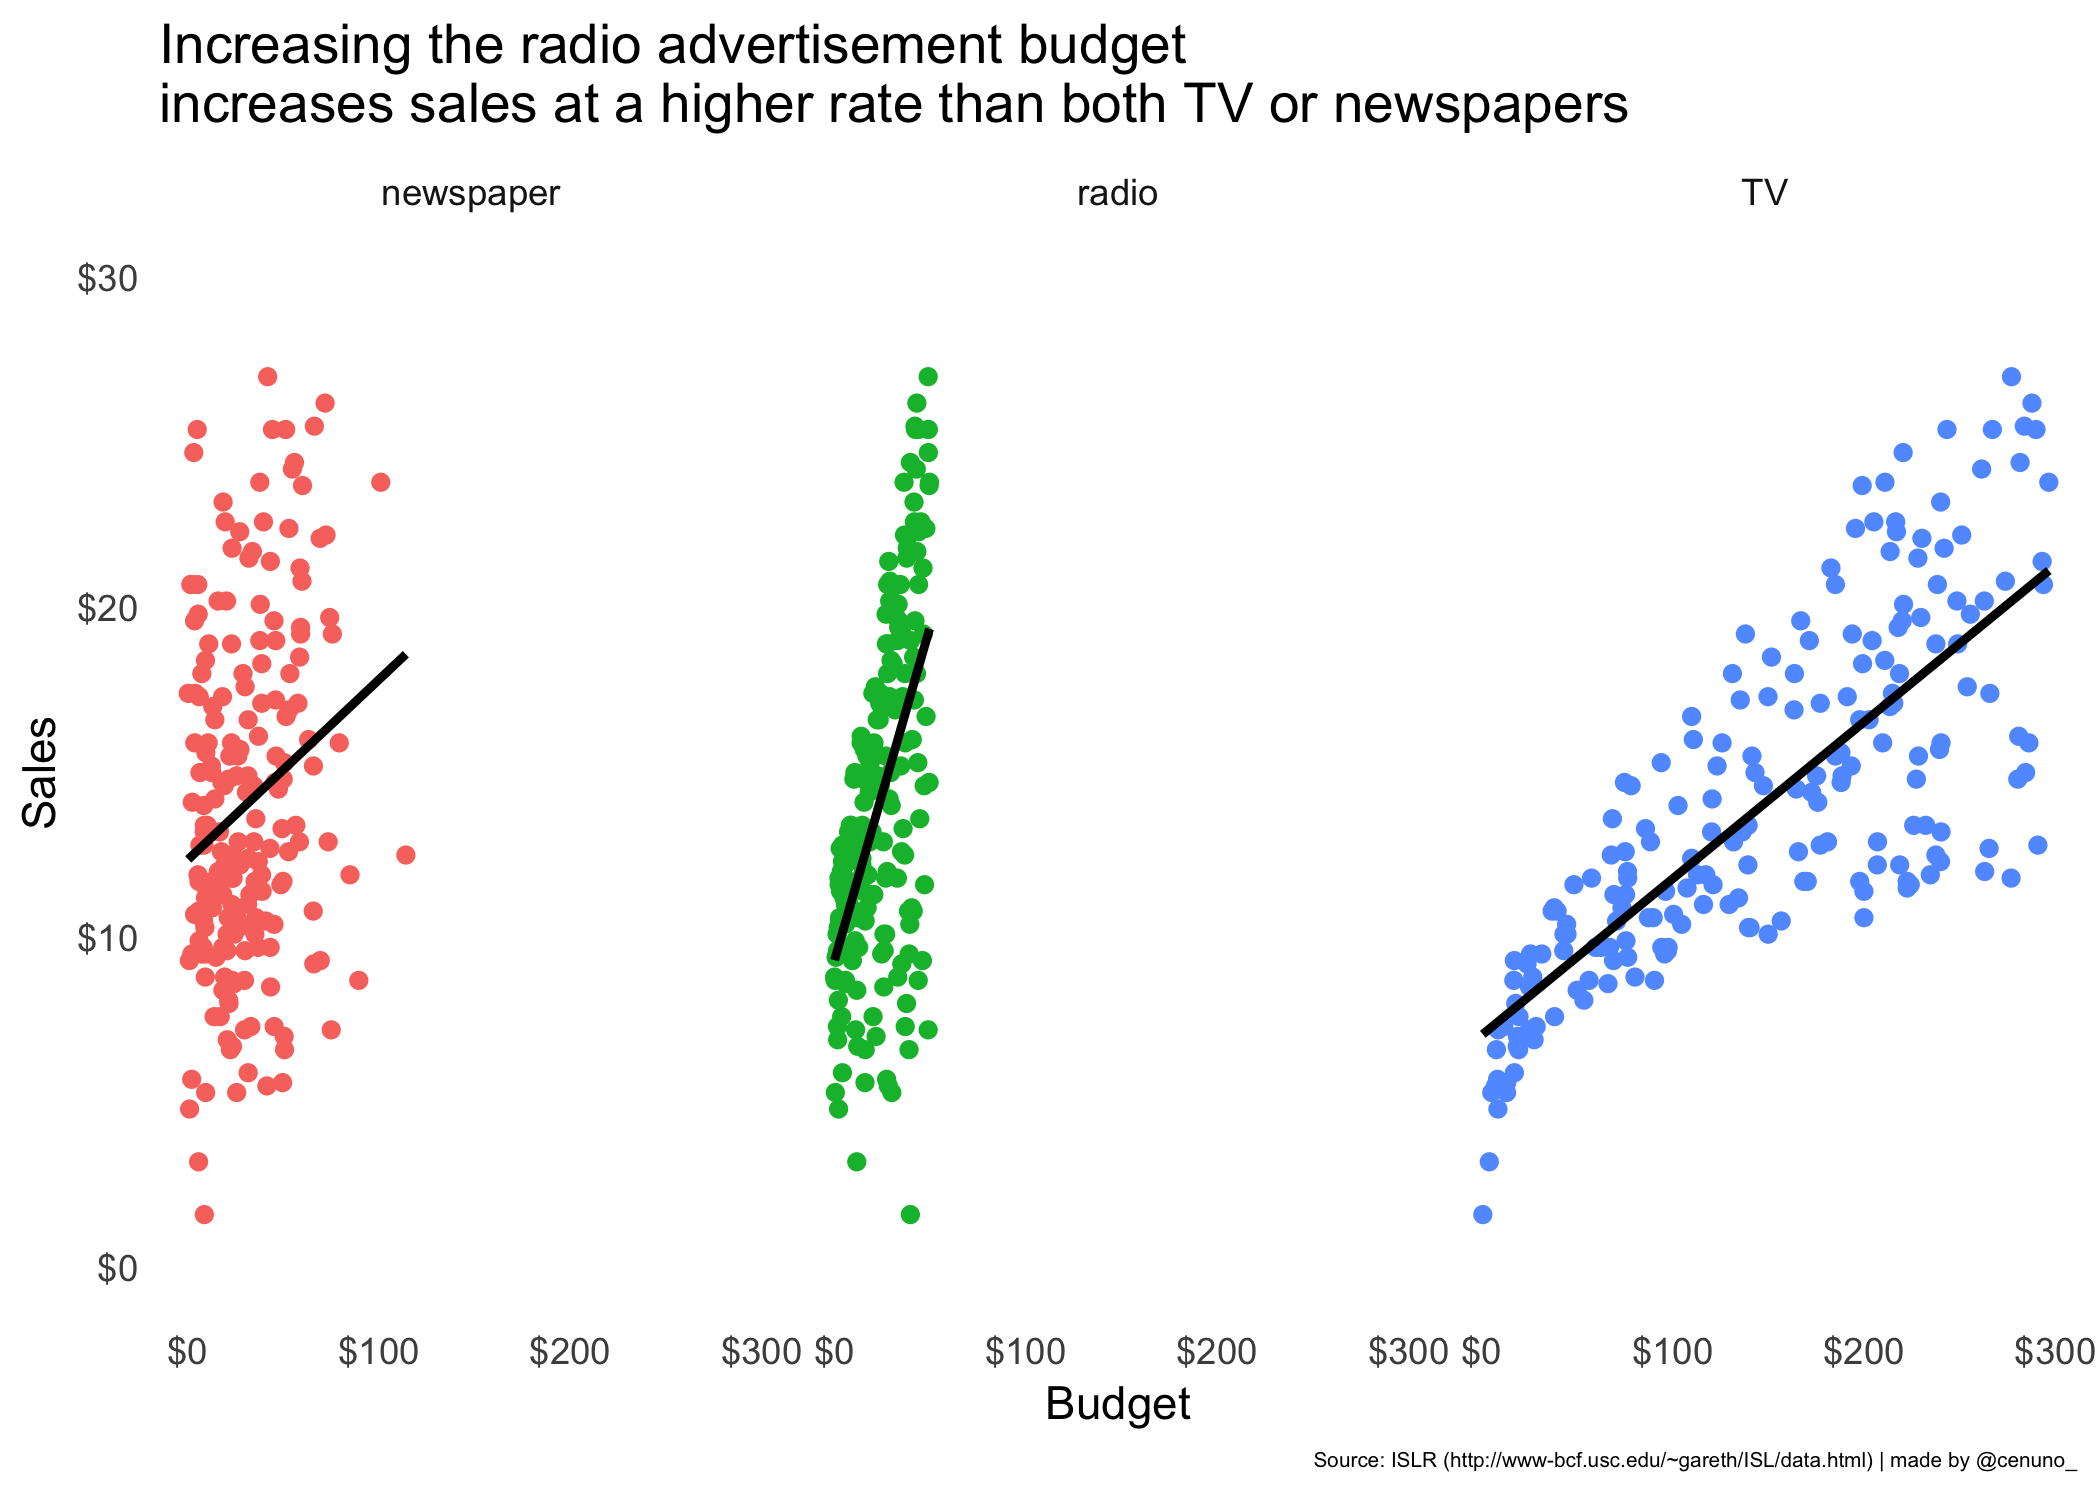 Increasing the radio advertisement budget
increases sales at a higher rate than both TV or newspapers
newspaper radio TV
$30
$20
$10
$0
Sales
$0 $100 $200 $300 $0 $100 $200 $300 $0 $100 $200 $300
Budget
Source: ISLR (http://www-bcf.usc.edu/~gareth/ISL/data.html) | made by @cenuno_